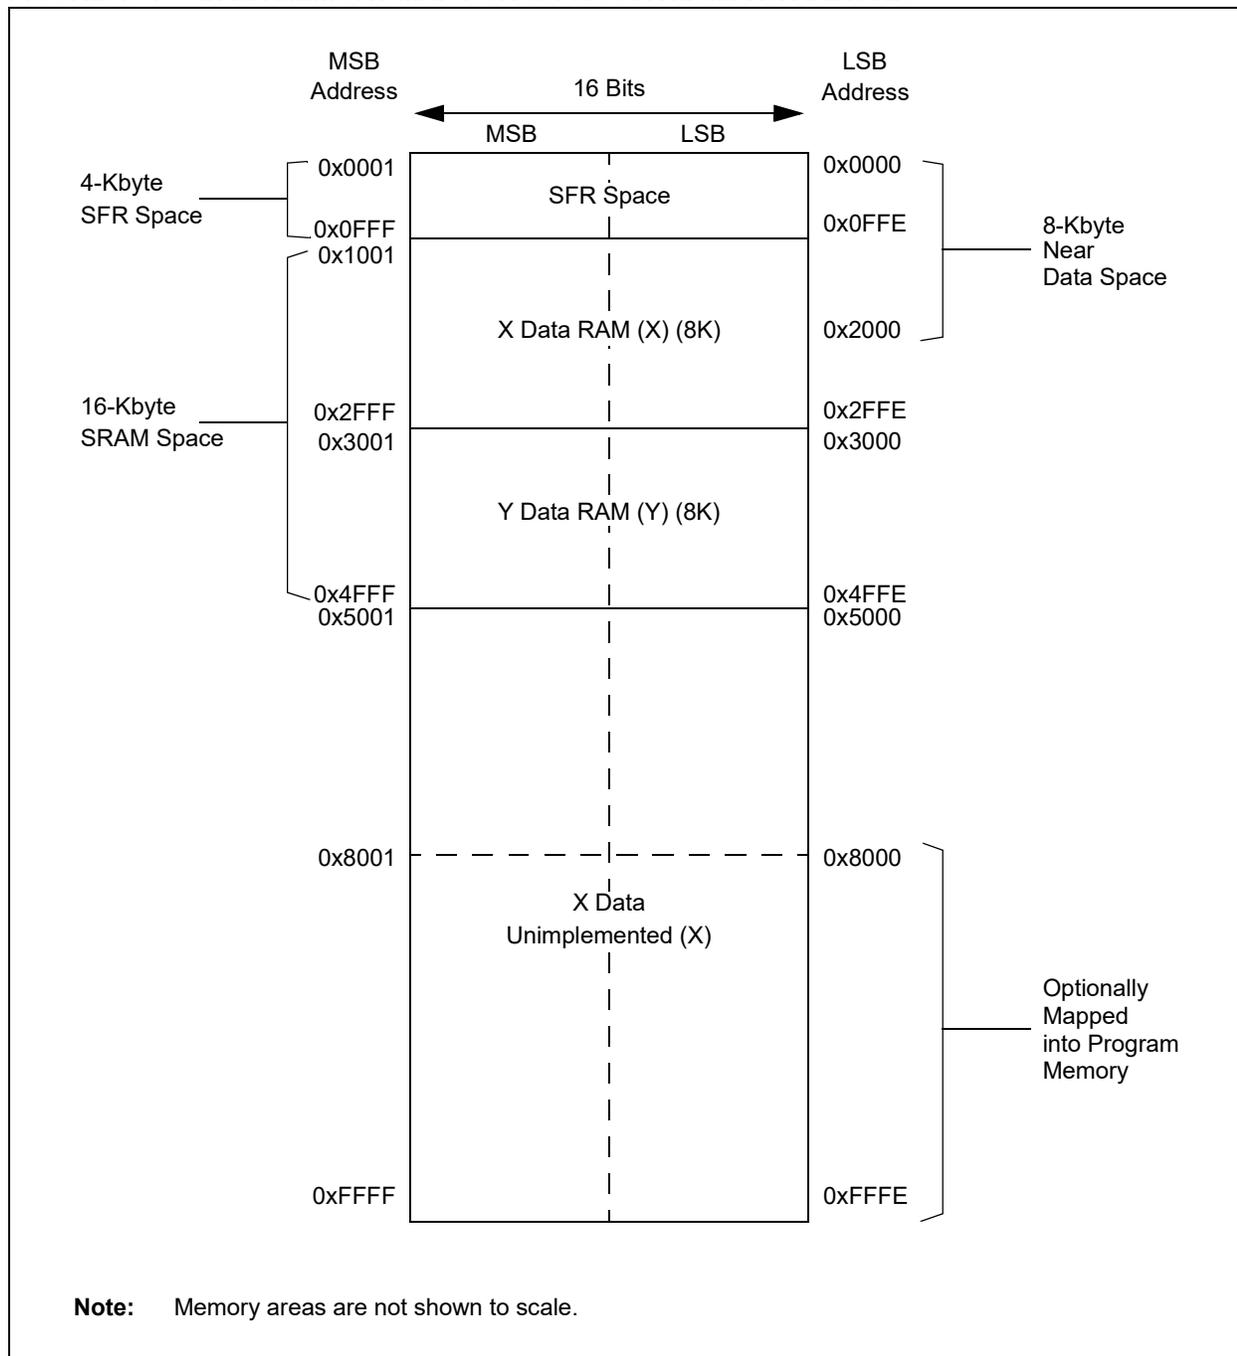 MSB
Address
LSB
Address
16 Bits
MSB
LSB
0x0001
0x0000
4-Kbyte
SFR Space
SFR Space
0x0FFF
0x0FFE
8-Kbyte
Near
Data Space
0x1001
X Data RAM (X) (8K)
0x2000
16-Kbyte
SRAM Space
0x2FFF
0x2FFE
0x3001
0x3000
Y Data RAM (Y) (8K)
0x4FFF
0x4FFE
0x5001
0x5000
0x8001
0x8000
X Data
Unimplemented (X)
Optionally
Mapped
into Program
Memory
0xFFFF
0xFFFE
Note: Memory areas are not shown to scale.